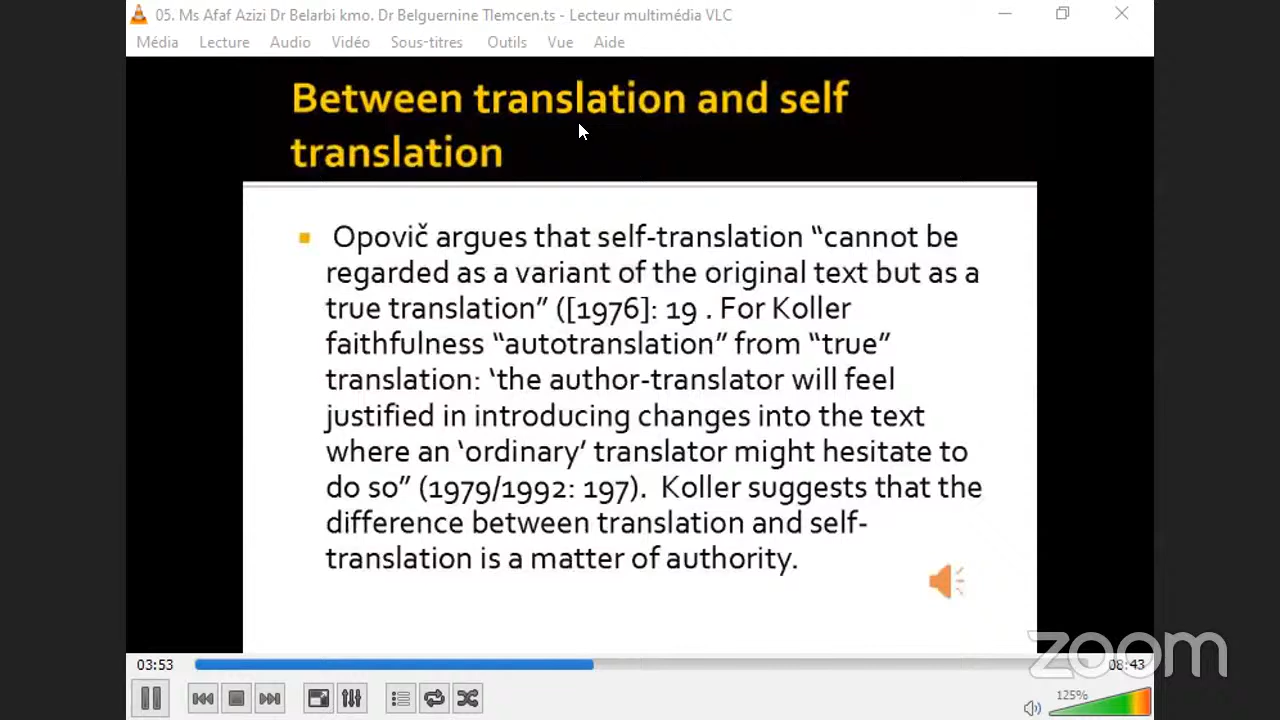 05. Ms Afaf Azizi Dr Belarbi kmo. Dr Belguernine Tlemcen.ts - Lecteur multimédia VLC
Média Lecture Audio Vidéo Sous-titres Outils Vue Aide
Between translation and self
translation
Opovič argues that self-translation “cannot be
regarded as a variant of the original text but as a
true translation” ([1976]: 19 . For Koller
faithfulness “autotranslation” from “true”
translation: ‘the author-translator will feel
justified in introducing changes into the text
where an ‘ordinary’ translator might hesitate to
do so” (1979/1992: 197). Koller suggests that the
difference between translation and self-
translation is a matter of authority.
zoom
03:53
08:43
125%